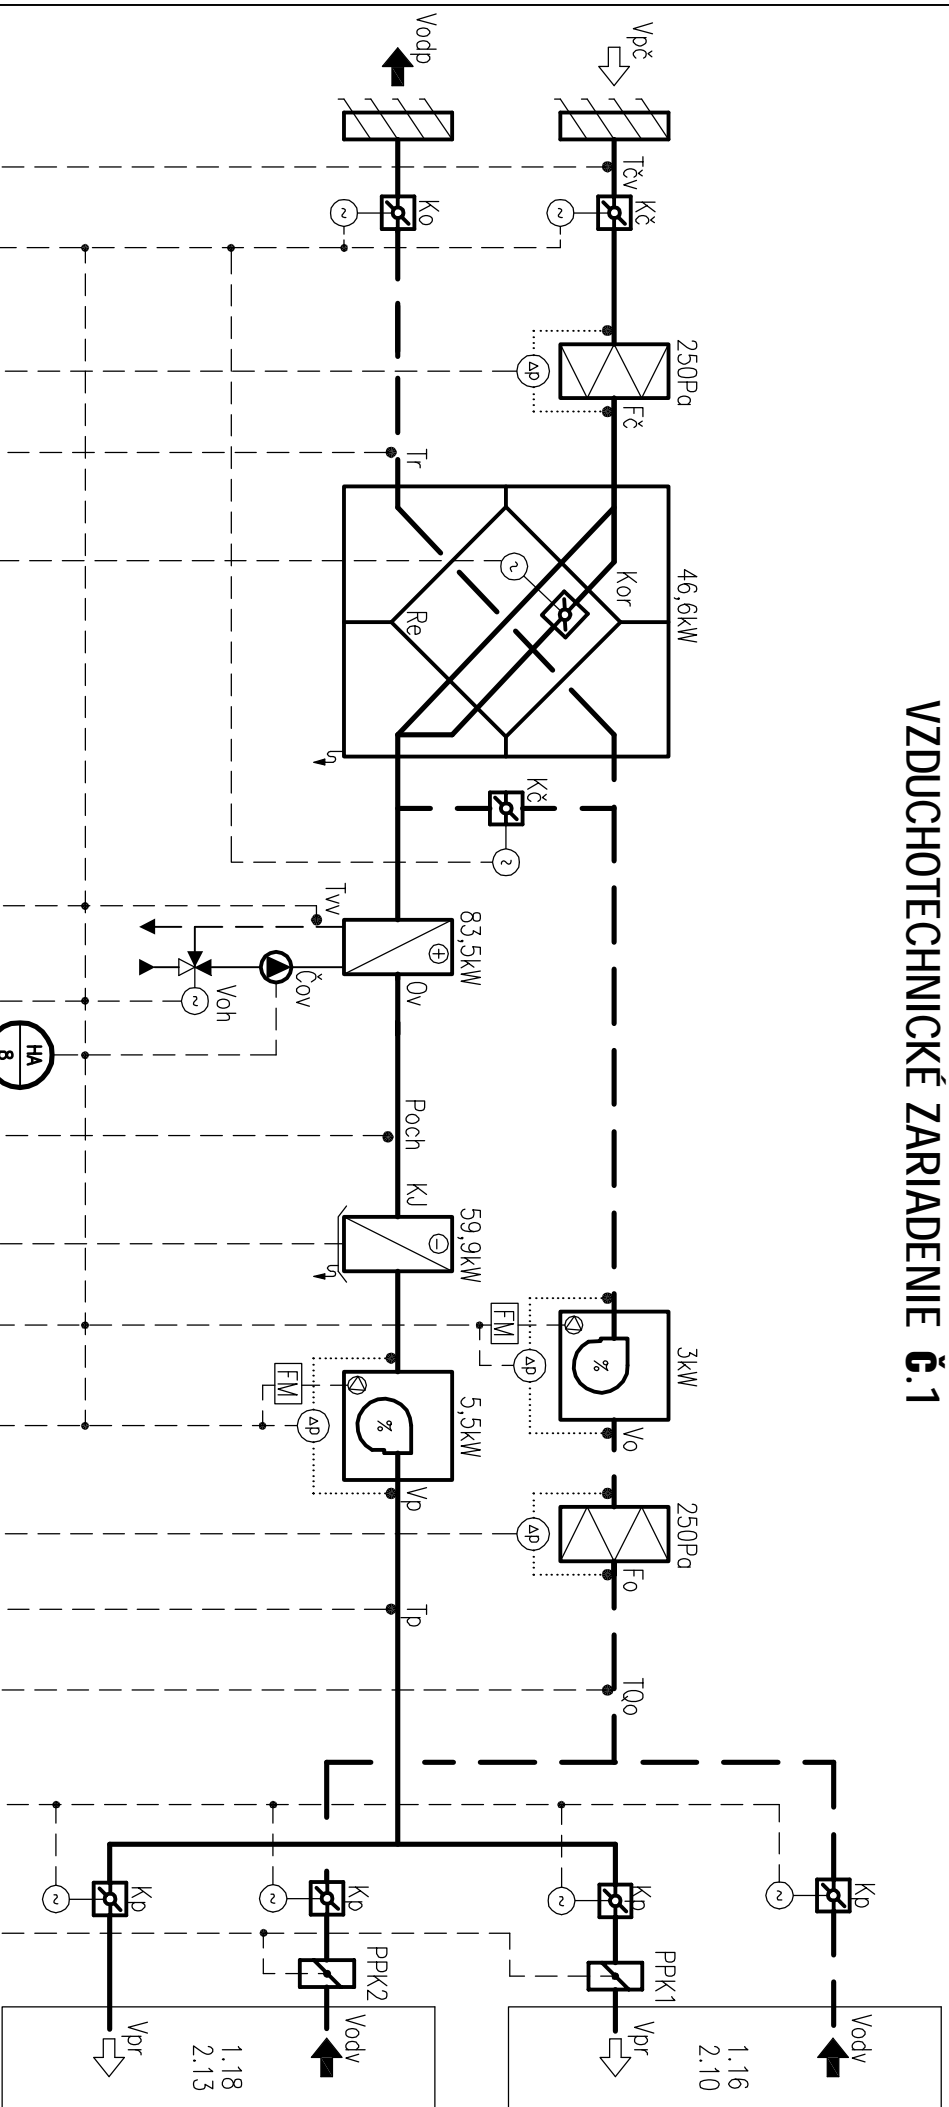 VZDUCHOTECHNICKÉ ZARIADENIE Č.1
Vodp
Vpč
Tčv
Ko
Kč
~
~
250Pa
Δp
Fč
Tr
46,6kW
Kor
~
Re
Kč
~
Tvv
83,5kW
+
Ov
Čov
Voh
~
HA
8
Poch
KJ
59,9kW
−
FM
Δp
3kW
%
Vo
FM
Δp
5,5kW
%
Vp
250Pa
Δp
Fo
Tp
TQo
Kp
~
Kp
~
Kp
~
Kp
~
PPK2
PPK1
Vpr
1.18
2.13
Vodv
Vpr
1.16
2.10
Vodv